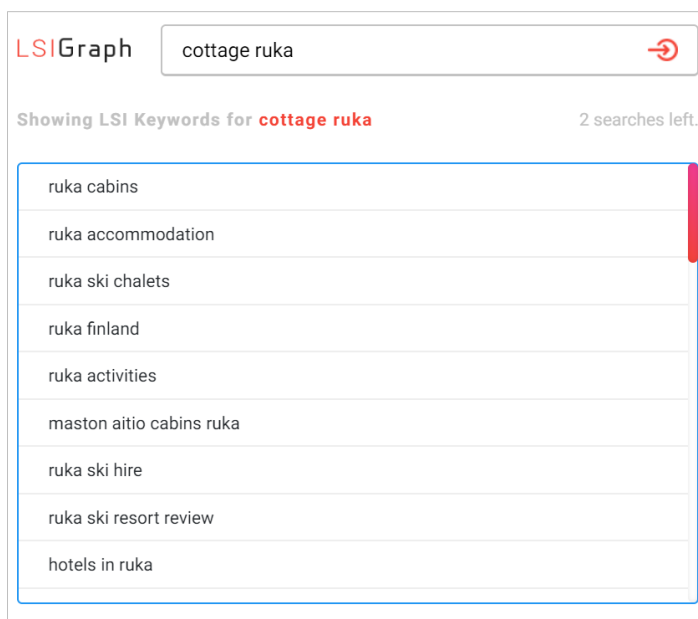 LSIGraph
cottage ruka
Showing LSI Keywords for cottage ruka
2 searches left.
ruka cabins
ruka accommodation
ruka ski chalets
ruka finland
ruka activities
maston aitio cabins ruka
ruka ski hire
ruka ski resort review
hotels in ruka